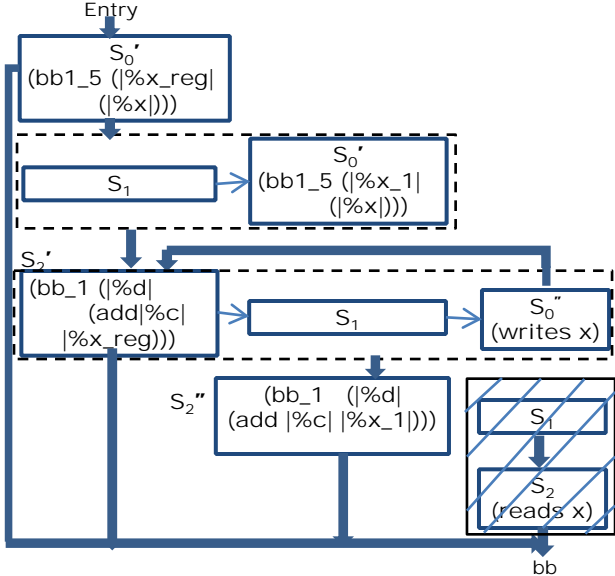 Entry
S0'
(bb1_5 (|%x_reg|
(|%x|)))
S1
S0'
(bb1_5 (|%x_1|
(|%x|)))
S2'
(bb_1 (|%d|
(add|%c|
|%x_reg)))
S1
S0"
(writes x)
S2"
(bb_1 (|%d|
(add |%c| |%x_1|)))
S1
S2
(reads x)
bb